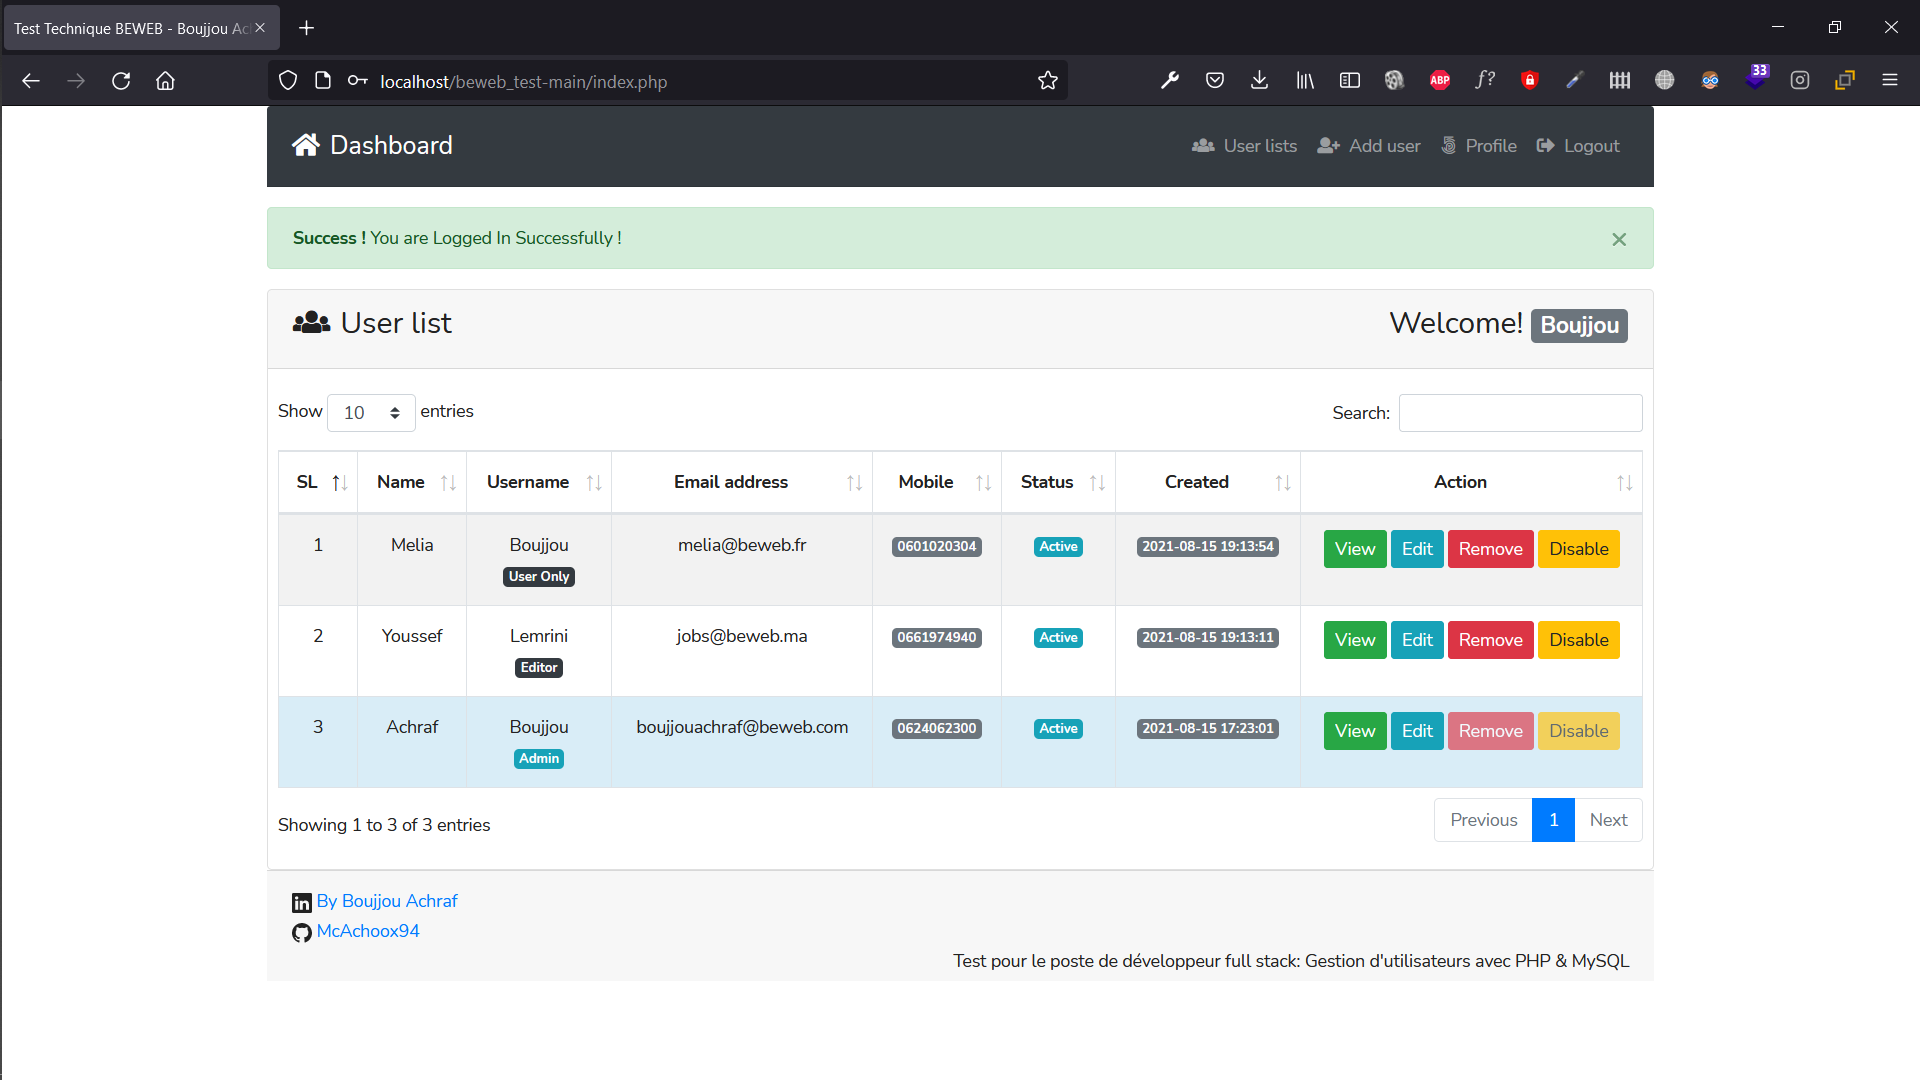 Test Technique BEWEB - Boujjou Ac
localhost/beweb_test-main/index.php
ABP
f?
33
Dashboard
User lists
Add user
Profile
Logout
Success ! You are Logged In Successfully !
User list
Welcome! Boujjou
Show 10 entries
Search:
SL Name Username Email address Mobile Status Created Action
1 Melia Boujjou melia@beweb.fr 0601020304 Active 2021-08-15 19:13:54 View Edit Remove Disable
User Only
2 Youssef Lemrini jobs@beweb.ma 0661974940 Active 2021-08-15 19:13:11 View Edit Remove Disable
Editor
3 Achraf Boujjou boujjouachraf@beweb.com 0624062300 Active 2021-08-15 17:23:01 View Edit Remove Disable
Admin
Showing 1 to 3 of 3 entries
Previous 1 Next
in By Boujjou Achraf
McAchoox94
Test pour le poste de développeur full stack: Gestion d'utilisateurs avec PHP & MySQL